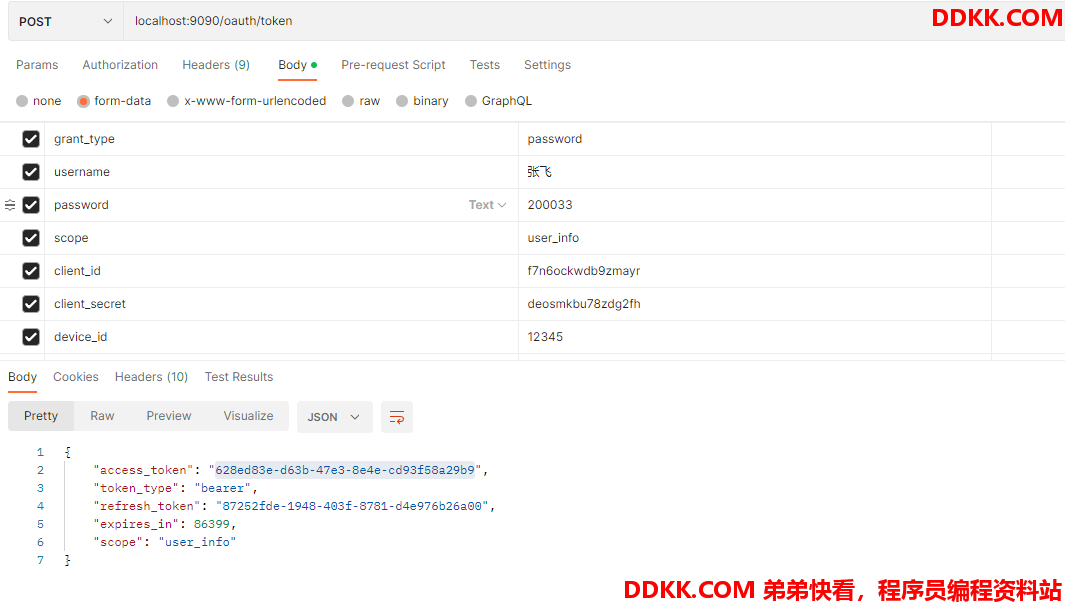 POST localhost:9090/oauth/token DDKK.COM
Params Authorization Headers (9) Body Pre-request Script Tests Settings
none form-data x-www-form-urlencoded raw binary GraphQL
grant_type password
username 张飞
password Text 200033
scope user_info
client_id f7n6ockwdb9zmayr
client_secret deosmkbu78zdg2fh
device_id 12345
Body Cookies Headers (10) Test Results
Pretty Raw Preview Visualize JSON
1 {
2 "access_token": "628ed83e-d63b-47e3-8e4e-cd93f58a29b9",
3 "token_type": "bearer",
4 "refresh_token": "87252fde-1948-403f-8781-d4e976b26a00",
5 "expires_in": 86399,
6 "scope": "user_info"
7 }
DDKK.COM 弟弟快看，程序员编程资料站